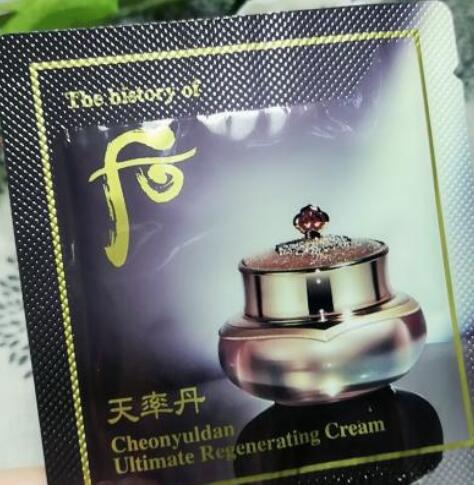 The history of
后
天率丹
Cheonyuldan
Ultimate Regenerating Cream